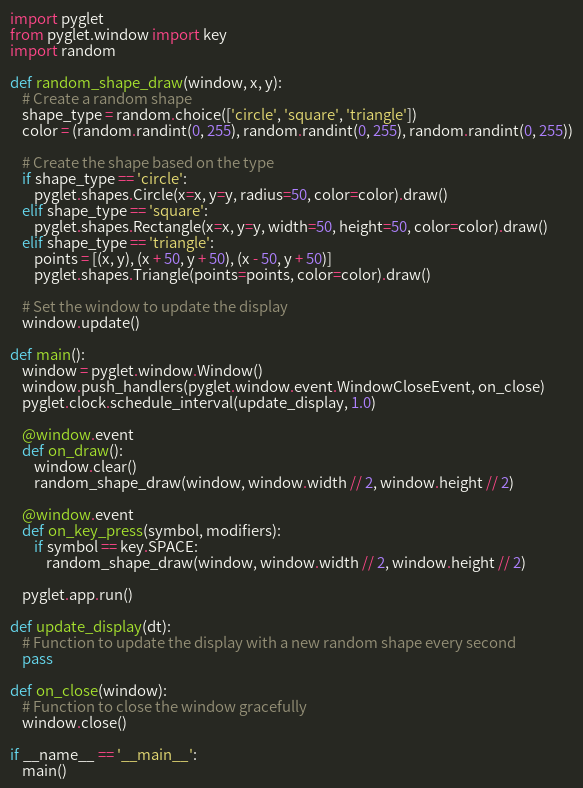 import pyglet
from pyglet.window import key
import random

def random_shape_draw(window, x, y):
    # Create a random shape
    shape_type = random.choice(['circle', 'square', 'triangle'])
    color = (random.randint(0, 255), random.randint(0, 255), random.randint(0, 255))

    # Create the shape based on the type
    if shape_type == 'circle':
        pyglet.shapes.Circle(x=x, y=y, radius=50, color=color).draw()
    elif shape_type == 'square':
        pyglet.shapes.Rectangle(x=x, y=y, width=50, height=50, color=color).draw()
    elif shape_type == 'triangle':
        points = [(x, y), (x + 50, y + 50), (x - 50, y + 50)]
        pyglet.shapes.Triangle(points=points, color=color).draw()

    # Set the window to update the display
    window.update()

def main():
    window = pyglet.window.Window()
    window.push_handlers(pyglet.window.event.WindowCloseEvent, on_close)
    pyglet.clock.schedule_interval(update_display, 1.0)

    @window.event
    def on_draw():
        window.clear()
        random_shape_draw(window, window.width // 2, window.height // 2)

    @window.event
    def on_key_press(symbol, modifiers):
        if symbol == key.SPACE:
            random_shape_draw(window, window.width // 2, window.height // 2)

    pyglet.app.run()

def update_display(dt):
    # Function to update the display with a new random shape every second
    pass

def on_close(window):
    # Function to close the window gracefully
    window.close()

if __name__ == '__main__':
    main()